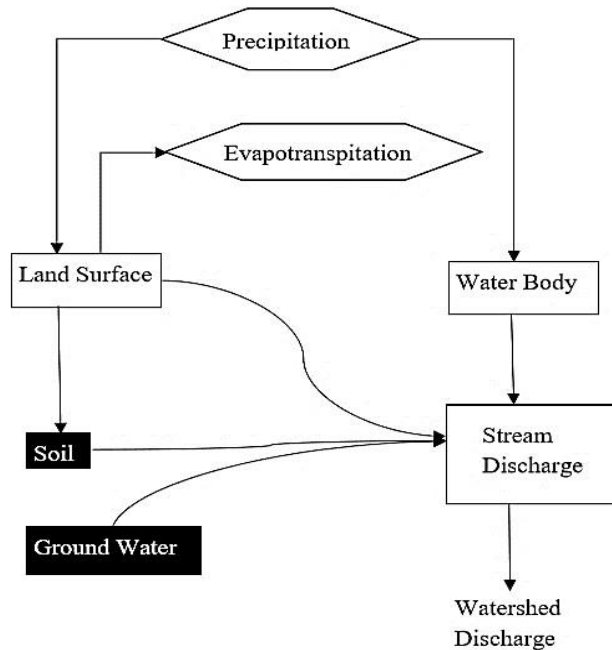 Precipitation
Evapotranspitation
Land Surface
Water Body
Soil
Stream
Discharge
Ground Water
Watershed
Discharge